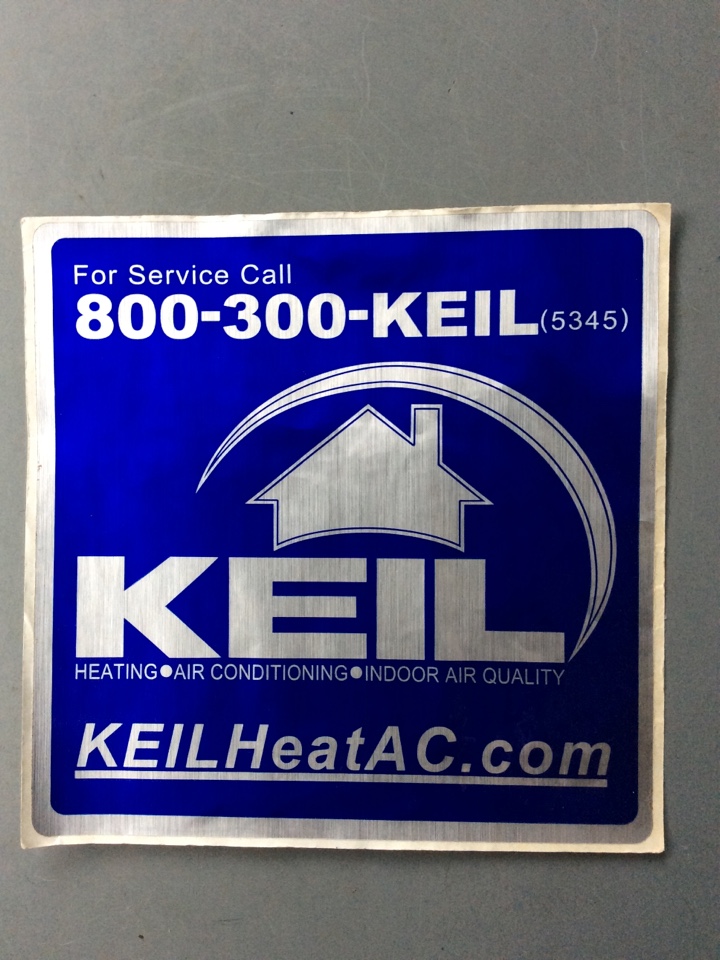 For Service Call
800-300-KEIL(5345)
KEIL
HEATING●AIR CONDITIONING●INDOOR AIR QUALITY
KEILHeatAC.com